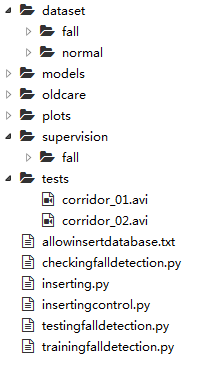 dataset
fall
normal
models
oldcare
plots
supervision
fall
tests
corridor_01.avi
corridor_02.avi
allowinsertdatabase.txt
checkingfalldetection.py
inserting.py
insertingcontrol.py
testingfalldetection.py
trainingfalldetection.py